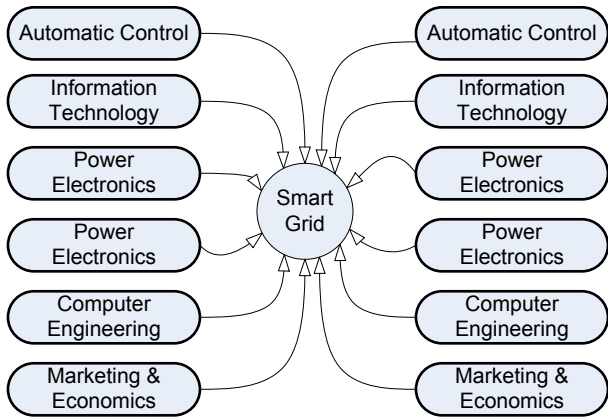 Automatic Control
Information
Technology
Power
Electronics
Power
Electronics
Computer
Engineering
Marketing &
Economics
Smart
Grid
Automatic Control
Information
Technology
Power
Electronics
Power
Electronics
Computer
Engineering
Marketing &
Economics